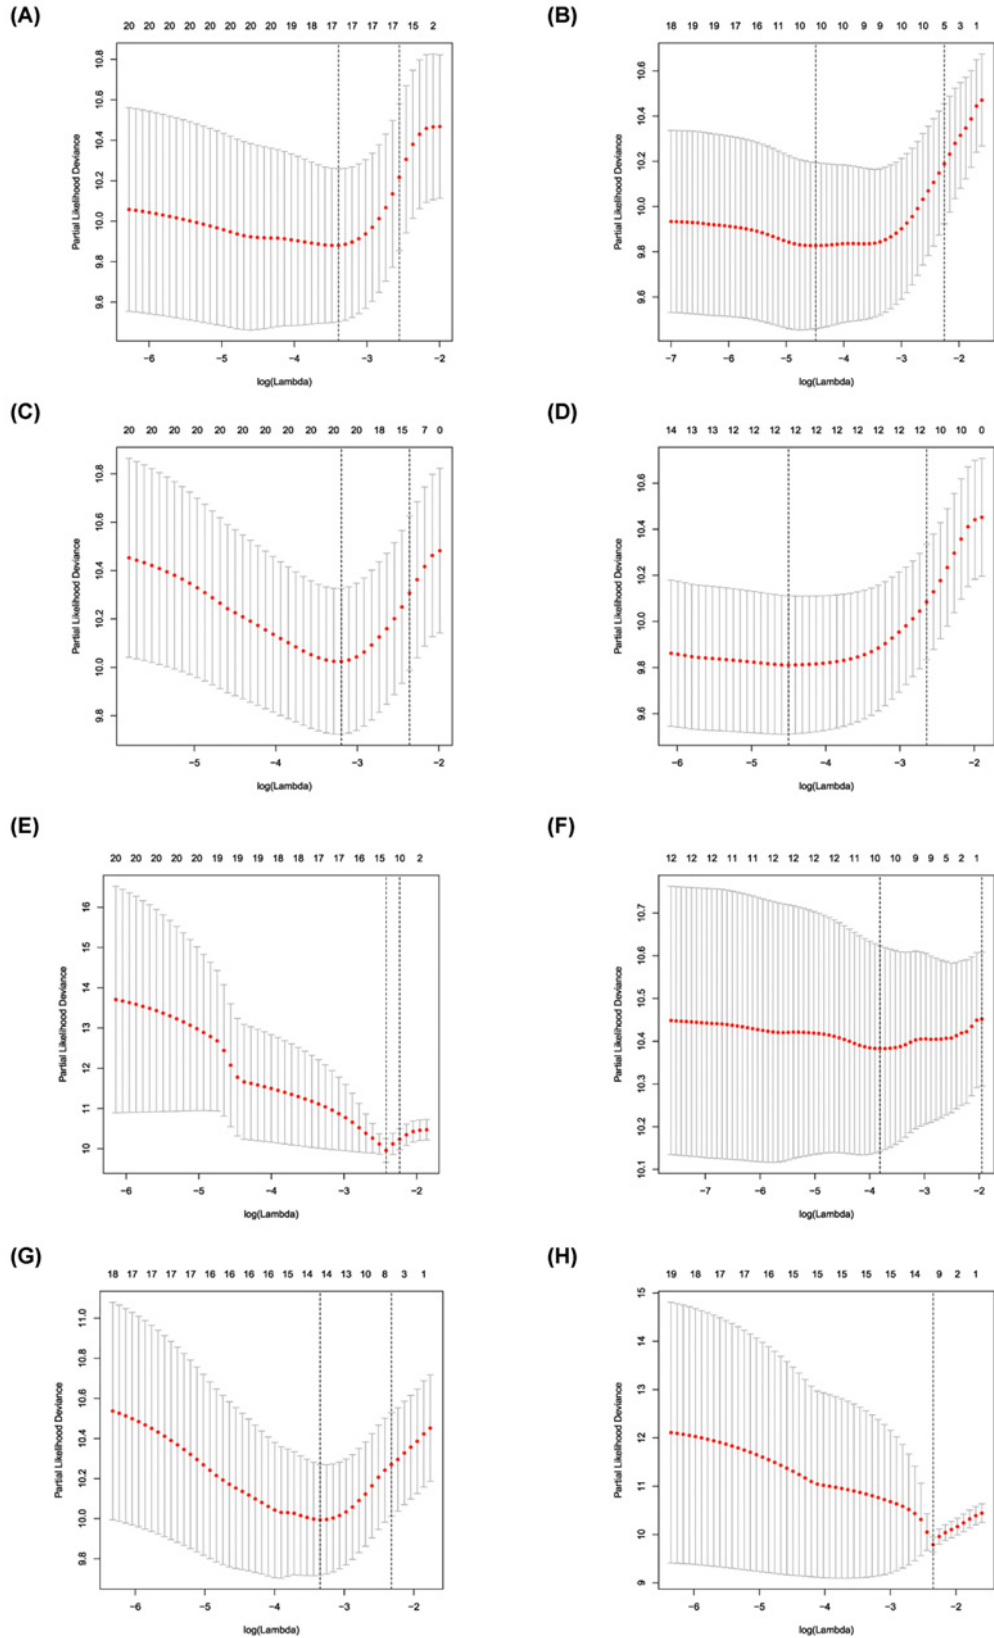 (A)
20 20 20 20 20 20 20 19 18 17 17 17 17 15 2
Partial Likelihood Deviance
10.8
10.6
10.4
10.2
10.0
9.8
9.6
−6 −5 −4 −3 −2
log(Lambda)
(B)
18 19 19 17 16 11 10 10 10 9 9 10 10 5 3 1
Partial Likelihood Deviance
10.6
10.4
10.2
10.0
9.8
9.6
−7 −6 −5 −4 −3 −2
log(Lambda)
(C)
20 20 20 20 20 20 20 20 20 20 20 20 18 15 7 0
Partial Likelihood Deviance
10.8
10.6
10.4
10.2
10.0
9.8
−5 −4 −3 −2
log(Lambda)
(D)
14 13 13 12 12 12 12 12 12 12 12 12 12 10 10 0
Partial Likelihood Deviance
10.6
10.4
10.2
10.0
9.8
9.6
−6 −5 −4 −3 −2
log(Lambda)
(E)
20 20 20 20 20 19 19 19 18 18 17 17 16 15 10 2
Partial Likelihood Deviance
16
15
14
13
12
11
10
−6 −5 −4 −3 −2
log(Lambda)
(F)
12 12 12 11 11 12 12 12 12 11 10 10 9 9 5 2 1
Partial Likelihood Deviance
10.7
10.6
10.5
10.4
10.3
10.2
10.1
−7 −6 −5 −4 −3 −2
log(Lambda)
(G)
18 17 17 17 17 16 16 16 16 15 14 14 13 10 8 3 1
Partial Likelihood Deviance
11.0
10.8
10.6
10.4
10.2
10.0
9.8
−6 −5 −4 −3 −2
log(Lambda)
(H)
19 18 17 17 16 15 15 15 15 15 14 9 2 1
Partial Likelihood Deviance
15
14
13
12
11
10
9
−6 −5 −4 −3 −2
log(Lambda)